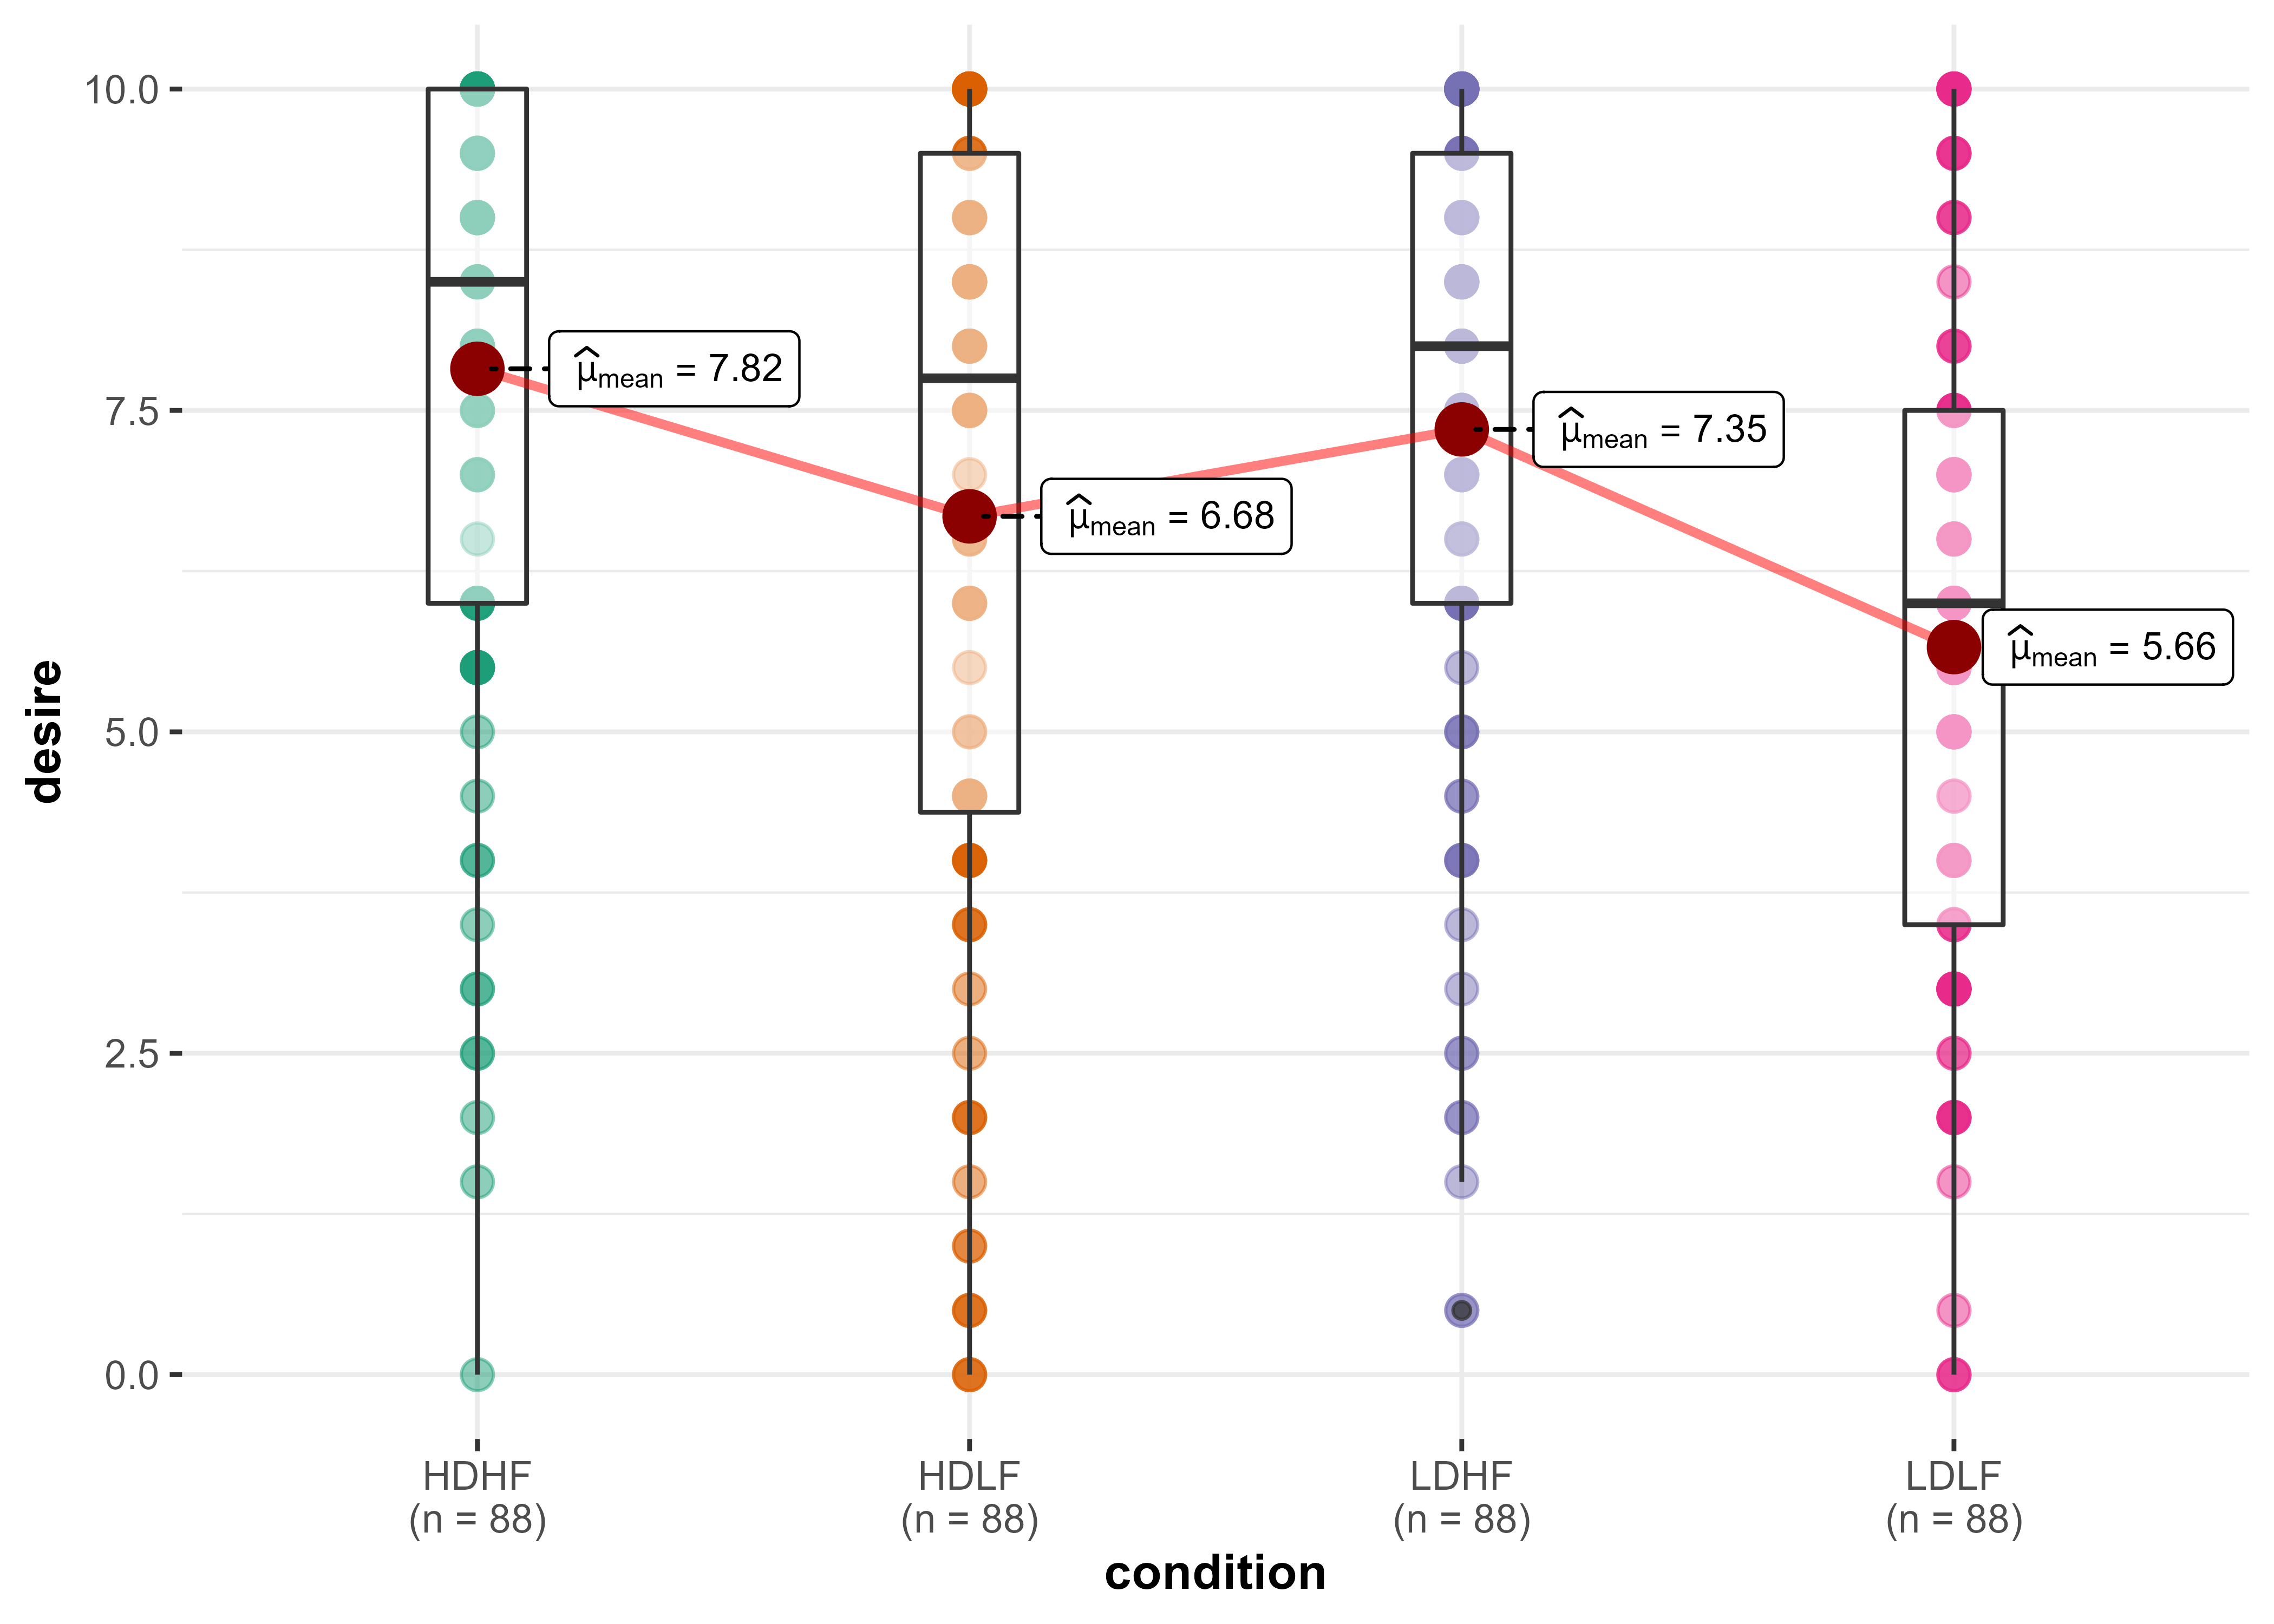 10.0
7.5
5.0
2.5
0.0
desire
μ̂mean = 7.82
μ̂mean = 6.68
μ̂mean = 7.35
μ̂mean = 5.66
HDHF
(n = 88)
HDLF
(n = 88)
LDHF
(n = 88)
LDLF
(n = 88)
condition